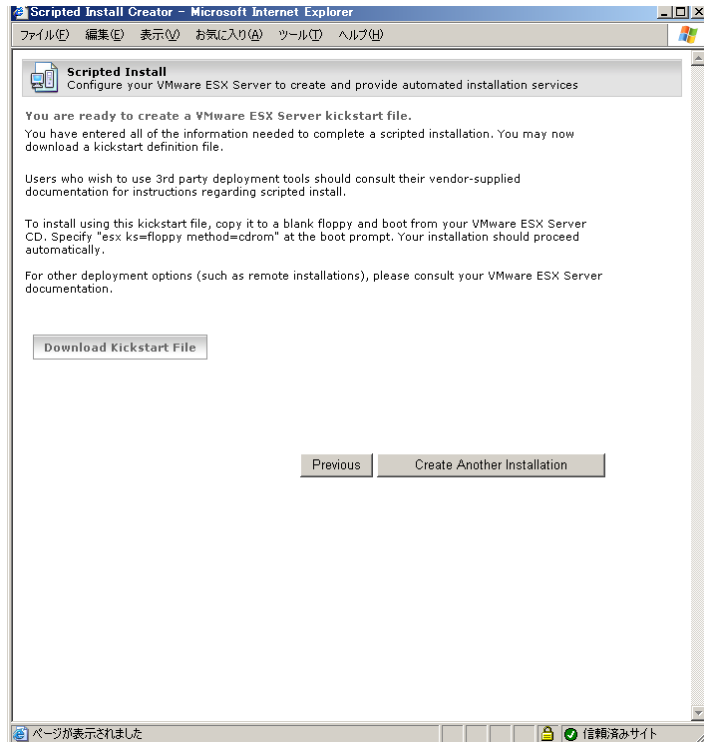 Scripted Install Creator - Microsoft Internet Explorer
ファイル(F) 編集(E) 表示(V) お気に入り(A) ツール(T) ヘルプ(H)
Scripted Install
Configure your VMware ESX Server to create and provide automated installation services
You are ready to create a VMware ESX Server kickstart file.
You have entered all of the information needed to complete a scripted installation. You may now
download a kickstart definition file.
Users who wish to use 3rd party deployment tools should consult their vendor-supplied
documentation for instructions regarding scripted install.
To install using this kickstart file, copy it to a blank floppy and boot from your VMware ESX Server
CD. Specify "esx ks=floppy method=cdrom" at the boot prompt. Your installation should proceed
automatically.
For other deployment options (such as remote installations), please consult your VMware ESX Server
documentation.
Download Kickstart File
Previous
Create Another Installation
ページが表示されました
信頼済みサイト